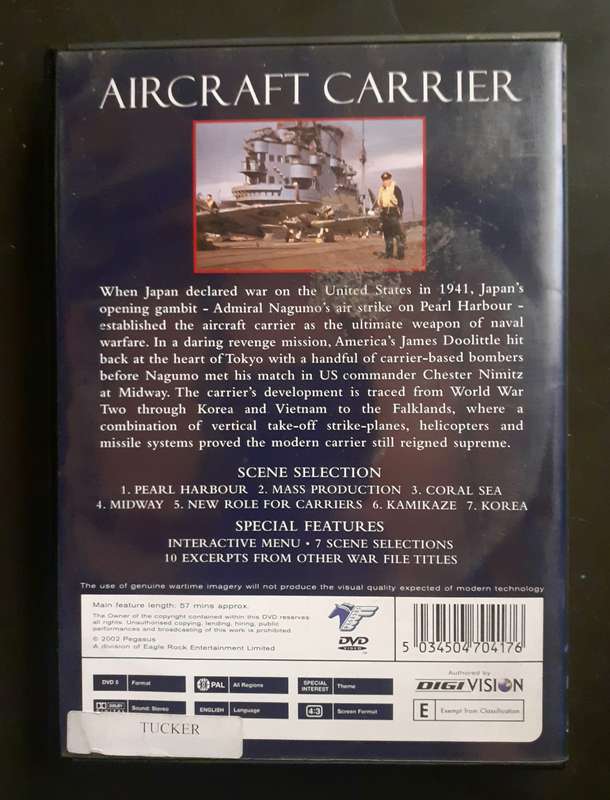 AIRCRAFT CARRIER
When Japan declared war on the United States in 1941, Japan's
opening gambit - Admiral Nagumo's air strike on Pearl Harbour -
established the aircraft carrier as the ultimate weapon of naval
warfare. In a daring revenge mission, America's James Doolittle hit
back at the heart of Tokyo with a handful of carrier-based bombers
before Nagumo met his match in US commander Chester Nimitz
at Midway. The carrier's development is traced from World War
Two through Korea and Vietnam to the Falklands, where a
combination of vertical take-off strike-planes, helicopters and
missile systems proved the modern carrier still reigned supreme.
SCENE SELECTION
1. PEARL HARBOUR 2. MASS PRODUCTION 3. CORAL SEA
4. MIDWAY 5. NEW ROLE FOR CARRIERS 6. KAMIKAZE 7. KOREA
SPECIAL FEATURES
INTERACTIVE MENU • 7 SCENE SELECTIONS
10 EXCERPTS FROM OTHER WAR FILE TITLES
The use of genuine wartime imagery will not produce the visual quality expected of modern technology
Main feature length: 57 mins approx.
The Owner of the copyright contained within this DVD reserves
all rights. Unauthorised copying, lending, hiring, public
performances and broadcasting of this work is prohibited.
© 2002 Pegasus
A division of Eagle Rock Entertainment Limited
DVD
VIDEO
5 034504 704176
DVD 5 Format
PAL All Regions
SPECIAL INTEREST Theme
DOLBY Sound: Stereo
ENGLISH Language
4:3 Screen Format
Authored by
DIGIVISION
E Exempt from Classification
TUCKER